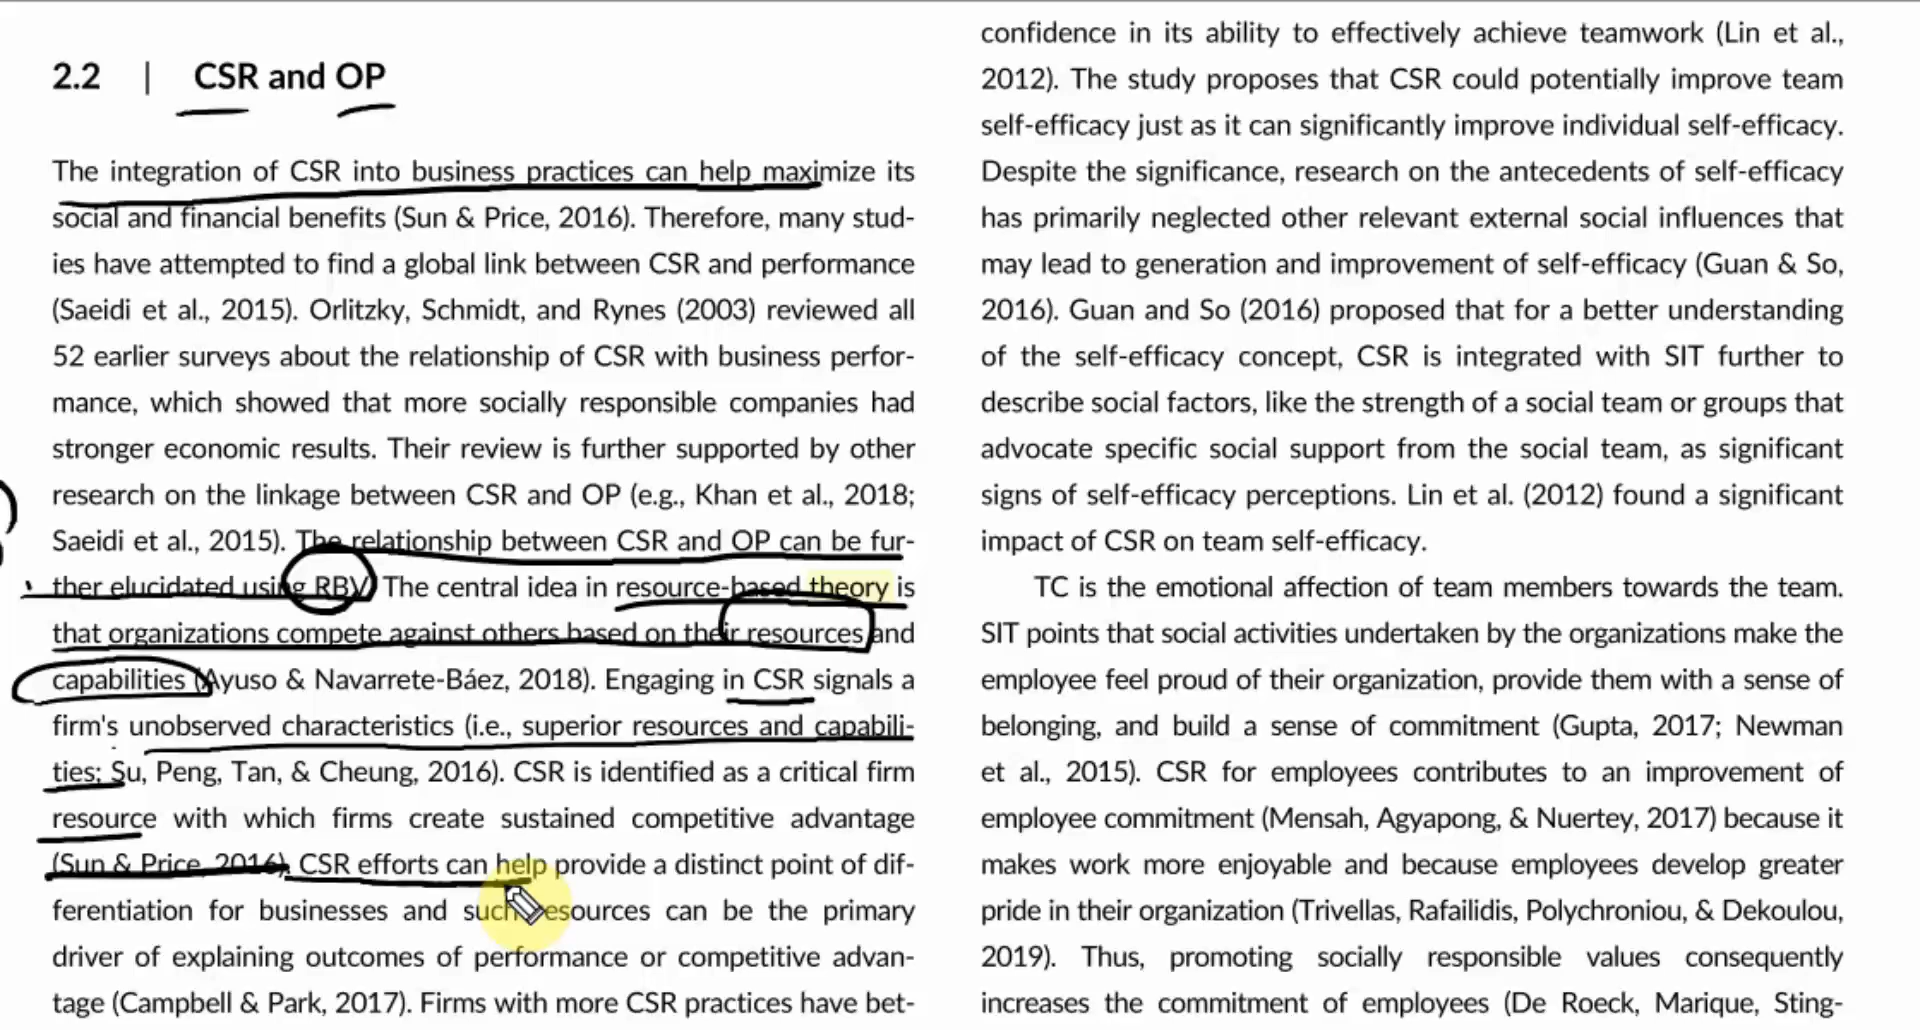 2.2 | CSR and OP
The integration of CSR into business practices can help maximize its
social and financial benefits (Sun & Price, 2016). Therefore, many stud-
ies have attempted to find a global link between CSR and performance
(Saeidi et al., 2015). Orlitzky, Schmidt, and Rynes (2003) reviewed all
52 earlier surveys about the relationship of CSR with business perfor-
mance, which showed that more socially responsible companies had
stronger economic results. Their review is further supported by other
research on the linkage between CSR and OP (e.g., Khan et al., 2018;
Saeidi et al., 2015). The relationship between CSR and OP can be fur-
ther elucidated using RBV. The central idea in resource-based theory is
that organizations compete against others based on their resources and
capabilities (Ayuso & Navarrete-Báez, 2018). Engaging in CSR signals a
firm's unobserved characteristics (i.e., superior resources and capabili-
ties; Su, Peng, Tan, & Cheung, 2016). CSR is identified as a critical firm
resource with which firms create sustained competitive advantage
(Sun & Price, 2016). CSR efforts can help provide a distinct point of dif-
ferentiation for businesses and such resources can be the primary
driver of explaining outcomes of performance or competitive advan-
tage (Campbell & Park, 2017). Firms with more CSR practices have bet-
confidence in its ability to effectively achieve teamwork (Lin et al.,
2012). The study proposes that CSR could potentially improve team
self-efficacy just as it can significantly improve individual self-efficacy.
Despite the significance, research on the antecedents of self-efficacy
has primarily neglected other relevant external social influences that
may lead to generation and improvement of self-efficacy (Guan & So,
2016). Guan and So (2016) proposed that for a better understanding
of the self-efficacy concept, CSR is integrated with SIT further to
describe social factors, like the strength of a social team or groups that
advocate specific social support from the social team, as significant
signs of self-efficacy perceptions. Lin et al. (2012) found a significant
impact of CSR on team self-efficacy.
TC is the emotional affection of team members towards the team.
SIT points that social activities undertaken by the organizations make the
employee feel proud of their organization, provide them with a sense of
belonging, and build a sense of commitment (Gupta, 2017; Newman
et al., 2015). CSR for employees contributes to an improvement of
employee commitment (Mensah, Agyapong, & Nuertey, 2017) because it
makes work more enjoyable and because employees develop greater
pride in their organization (Trivellas, Rafailidis, Polychroniou, & Dekoulou,
2019). Thus, promoting socially responsible values consequently
increases the commitment of employees (De Roeck, Marique, Sting-